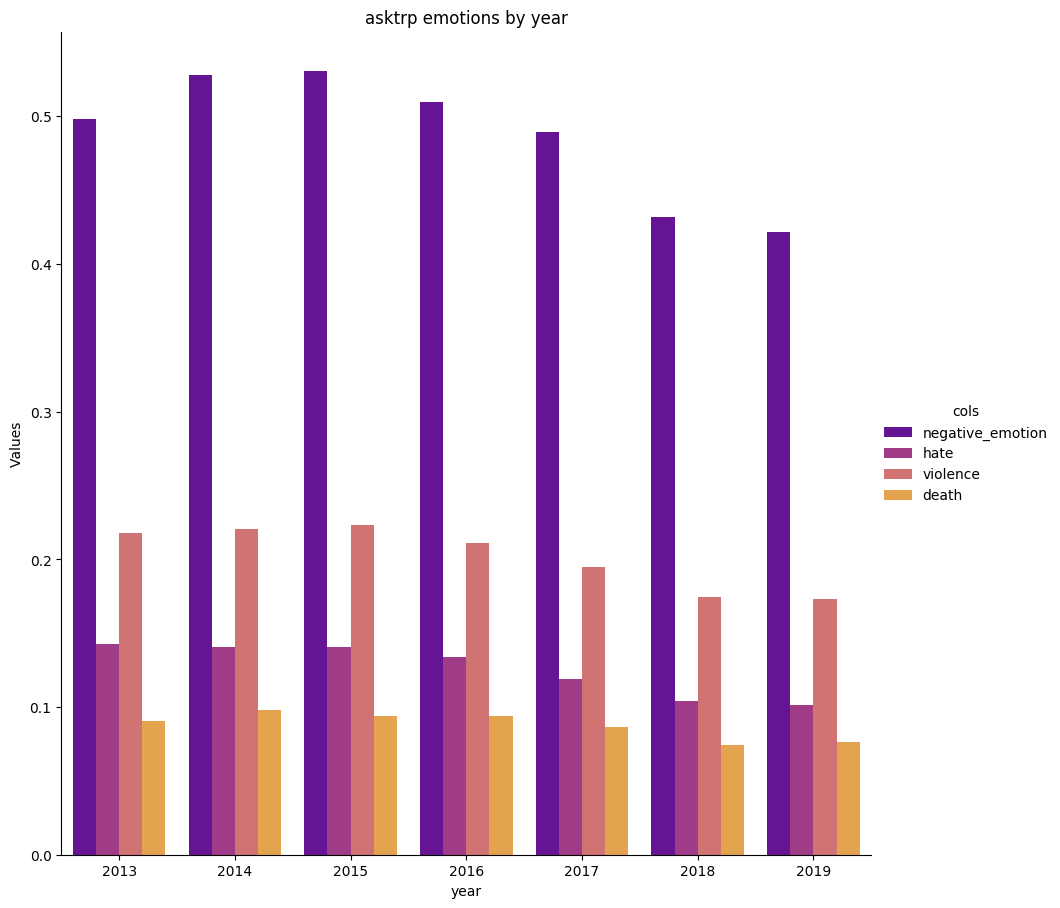 asktrp emotions by year
Values
0.5
0.4
0.3
0.2
0.1
0.0
2013 2014 2015 2016 2017 2018 2019
year
cols
negative_emotion
hate
violence
death